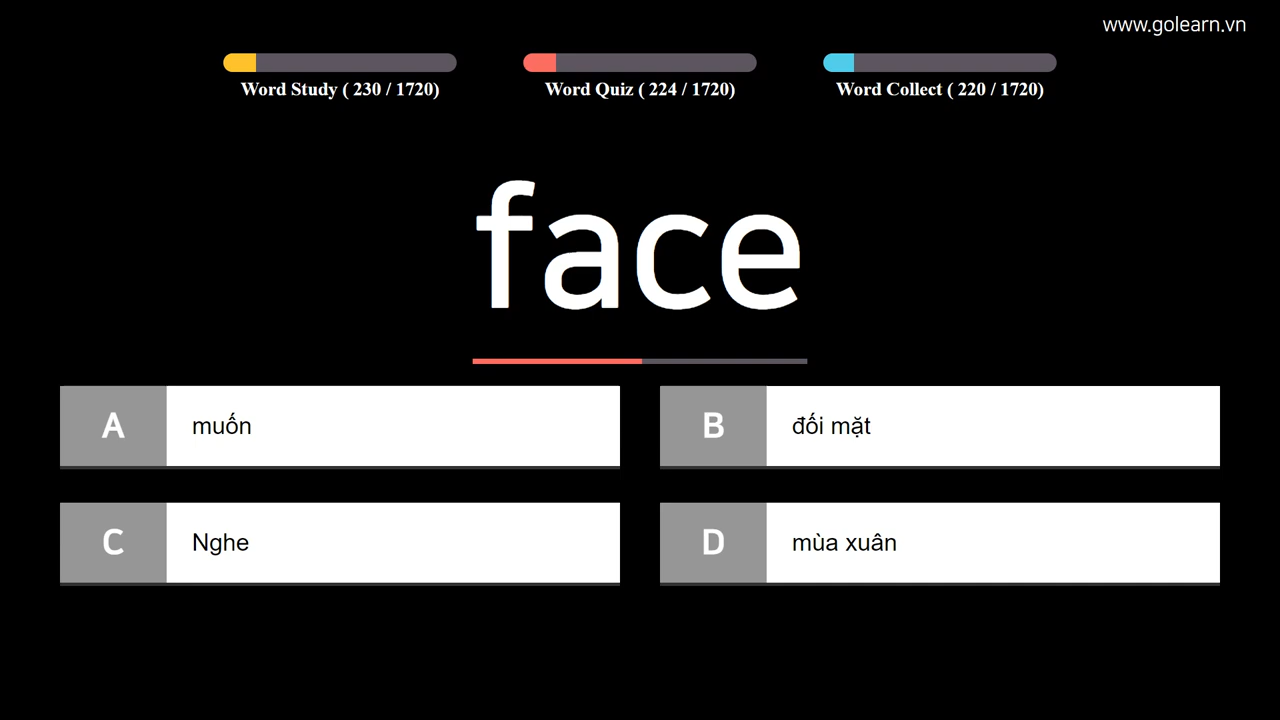 www.golearn.vn
Word Study ( 230 / 1720)
Word Quiz ( 224 / 1720)
Word Collect ( 220 / 1720)
face
A muốn
B đối mặt
C Nghe
D mùa xuân